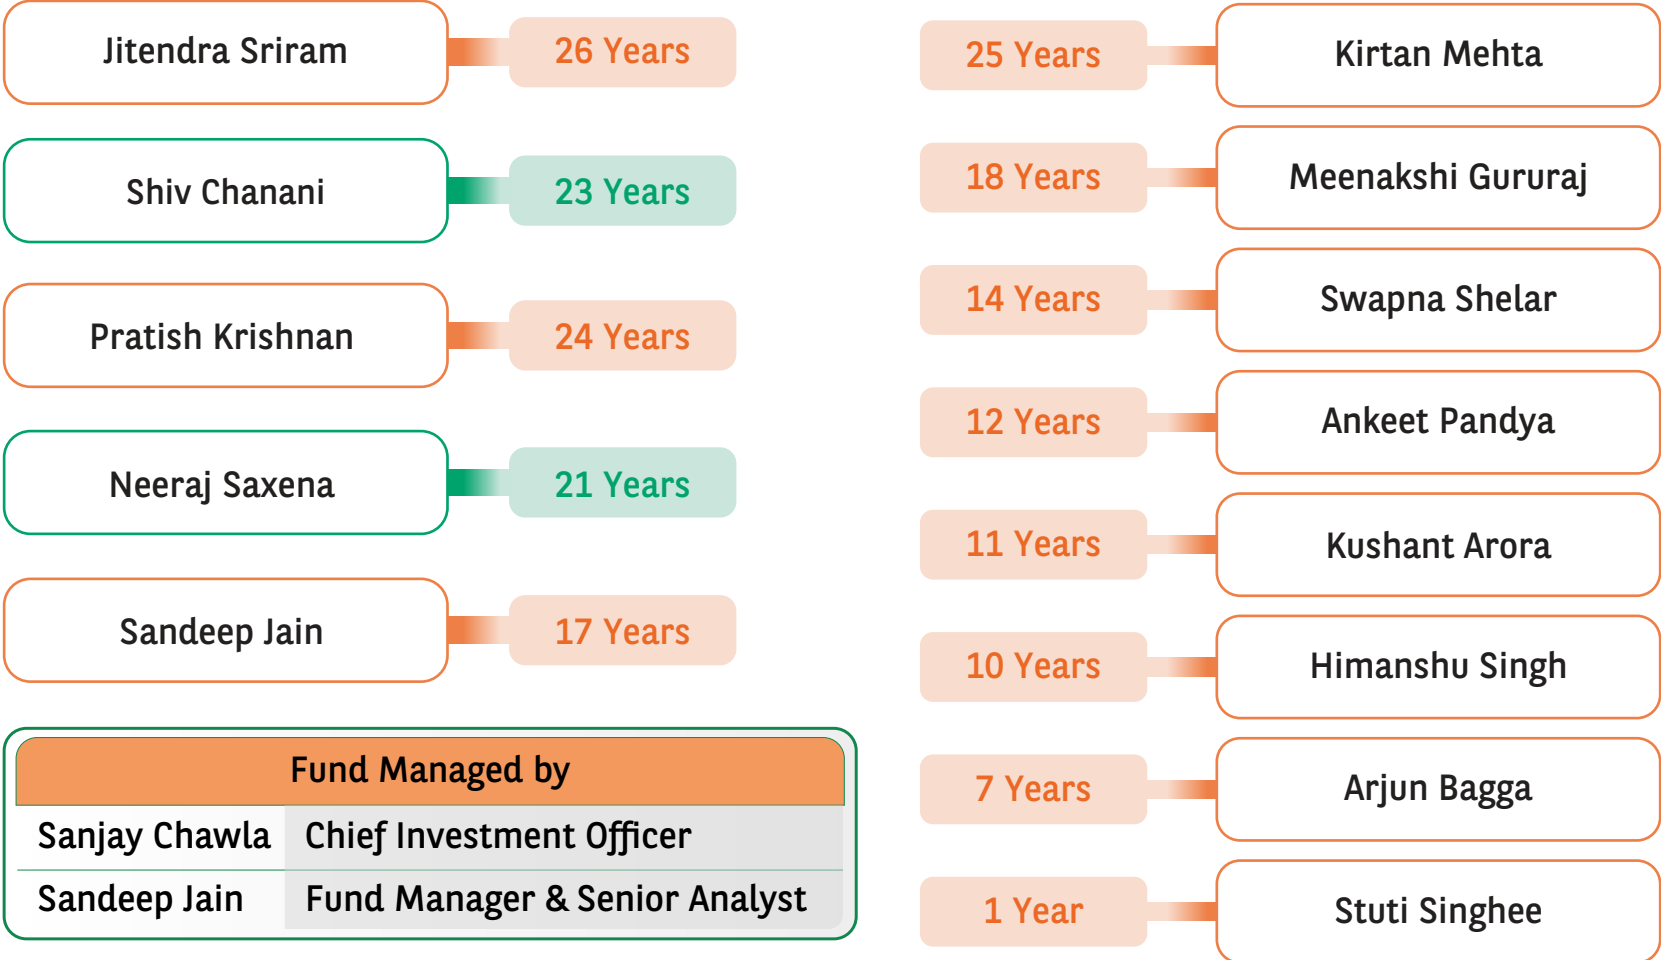 Jitendra Sriram
26 Years
Shiv Chanani
23 Years
Pratish Krishnan
24 Years
Neeraj Saxena
21 Years
Sandeep Jain
17 Years
Fund Managed by
Sanjay Chawla Chief Investment Officer
Sandeep Jain Fund Manager & Senior Analyst
25 Years
Kirtan Mehta
18 Years
Meenakshi Gururaj
14 Years
Swapna Shelar
12 Years
Ankeet Pandya
11 Years
Kushant Arora
10 Years
Himanshu Singh
7 Years
Arjun Bagga
1 Year
Stuti Singhee